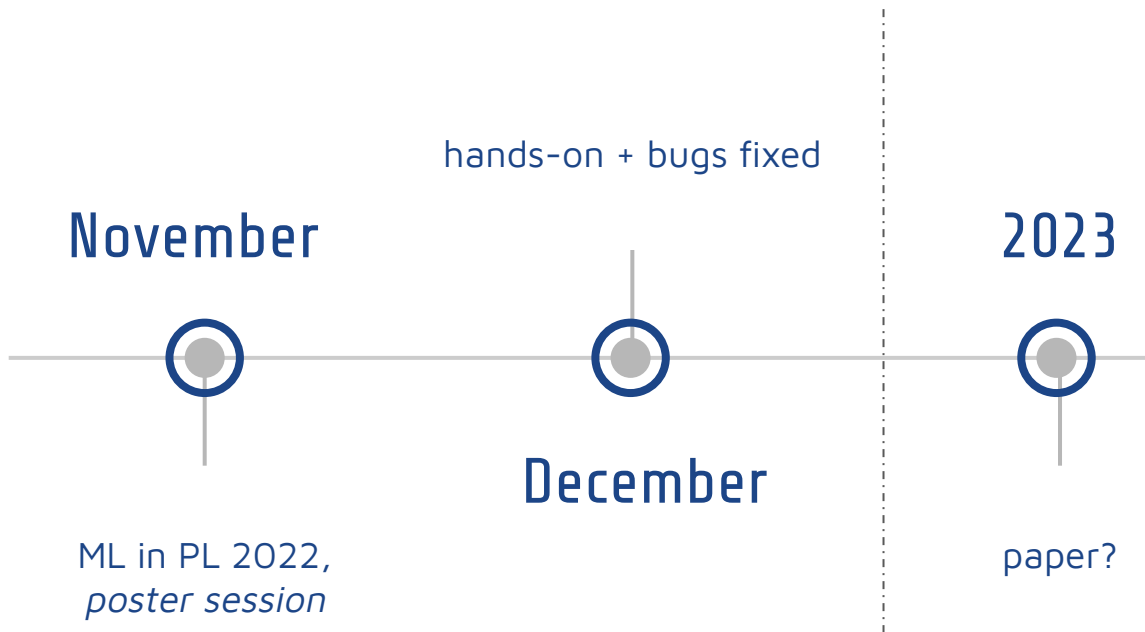 hands-on + bugs fixed
November
2023
December
ML in PL 2022,
poster session
paper?